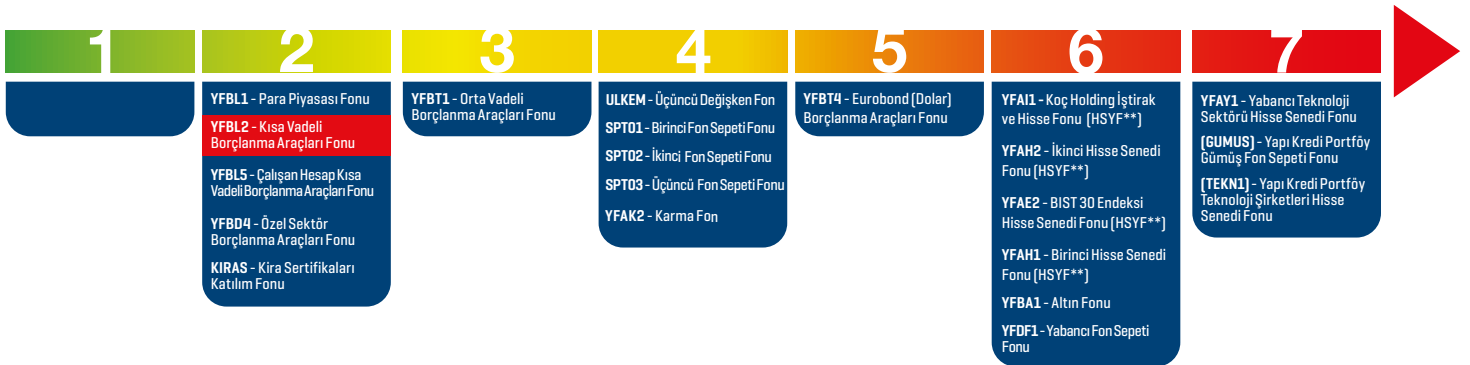 1
2
3
4
5
6
7
YFBL1 - Para Piyasası Fonu
YFBL2 - Kısa Vadeli
Borçlanma Araçları Fonu
YFBL5 - Çalışan Hesap Kısa
Vadeli Borçlanma Araçları Fonu
YFBD4 - Özel Sektör
Borçlanma Araçları Fonu
KIRAS - Kira Sertifikaları
Katılım Fonu
YFBT1 - Orta Vadeli
Borçlanma Araçları Fonu
ULKEM - Üçüncü Değişken Fon
SPT01 - Birinci Fon Sepeti Fonu
SPT02 - İkinci Fon Sepeti Fonu
SPT03 - Üçüncü Fon Sepeti Fonu
YFAK2 - Karma Fon
YFBT4 - Eurobond (Dolar)
Borçlanma Araçları Fonu
YFAI1 - Koç Holding İştirak
ve Hisse Fonu (HSYF**)
YFAH2 - İkinci Hisse Senedi
Fonu (HSYF**)
YFAE2 - BIST 30 Endeksi
Hisse Senedi Fonu (HSYF**)
YFAH1 - Birinci Hisse Senedi
Fonu (HSYF**)
YFBA1 - Altın Fonu
YFDF1 - Yabancı Fon Sepeti
Fonu
YFAY1 - Yabancı Teknoloji
Sektörü Hisse Senedi Fonu
(GUMUS) - Yapı Kredi Portföy
Gümüş Fon Sepeti Fonu
(TEKN1) - Yapı Kredi Portföy
Teknoloji Şirketleri Hisse
Senedi Fonu